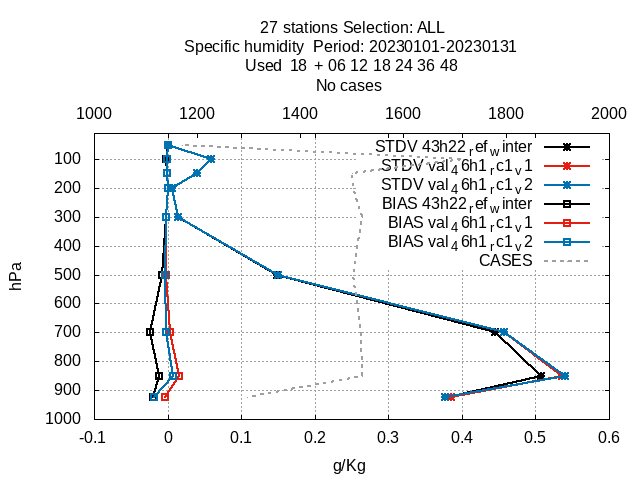 27 stations Selection: ALL
Specific humidity  Period: 20230101-20230131
Used  18  + 06 12 18 24 36 48
No cases
1000 1200 1400 1600 1800 2000
STDV 43h22_ref_winter
STDV val_46h1_rc1_v1
STDV val_46h1_rc1_v2
BIAS 43h22_ref_winter
BIAS val_46h1_rc1_v1
BIAS val_46h1_rc1_v2
CASES
hPa
100
200
300
400
500
600
700
800
900
1000
-0.1 0 0.1 0.2 0.3 0.4 0.5 0.6
g/Kg